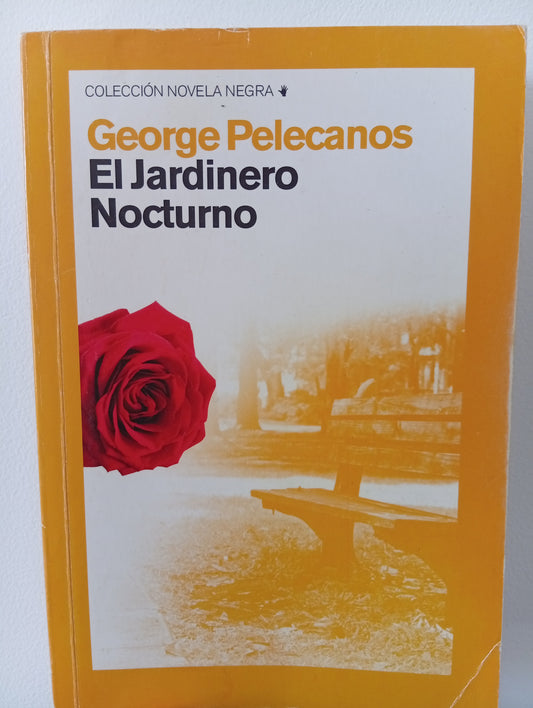 COLECCIÓN NOVELA NEGRA
George Pelecanos
El Jardinero
Nocturno